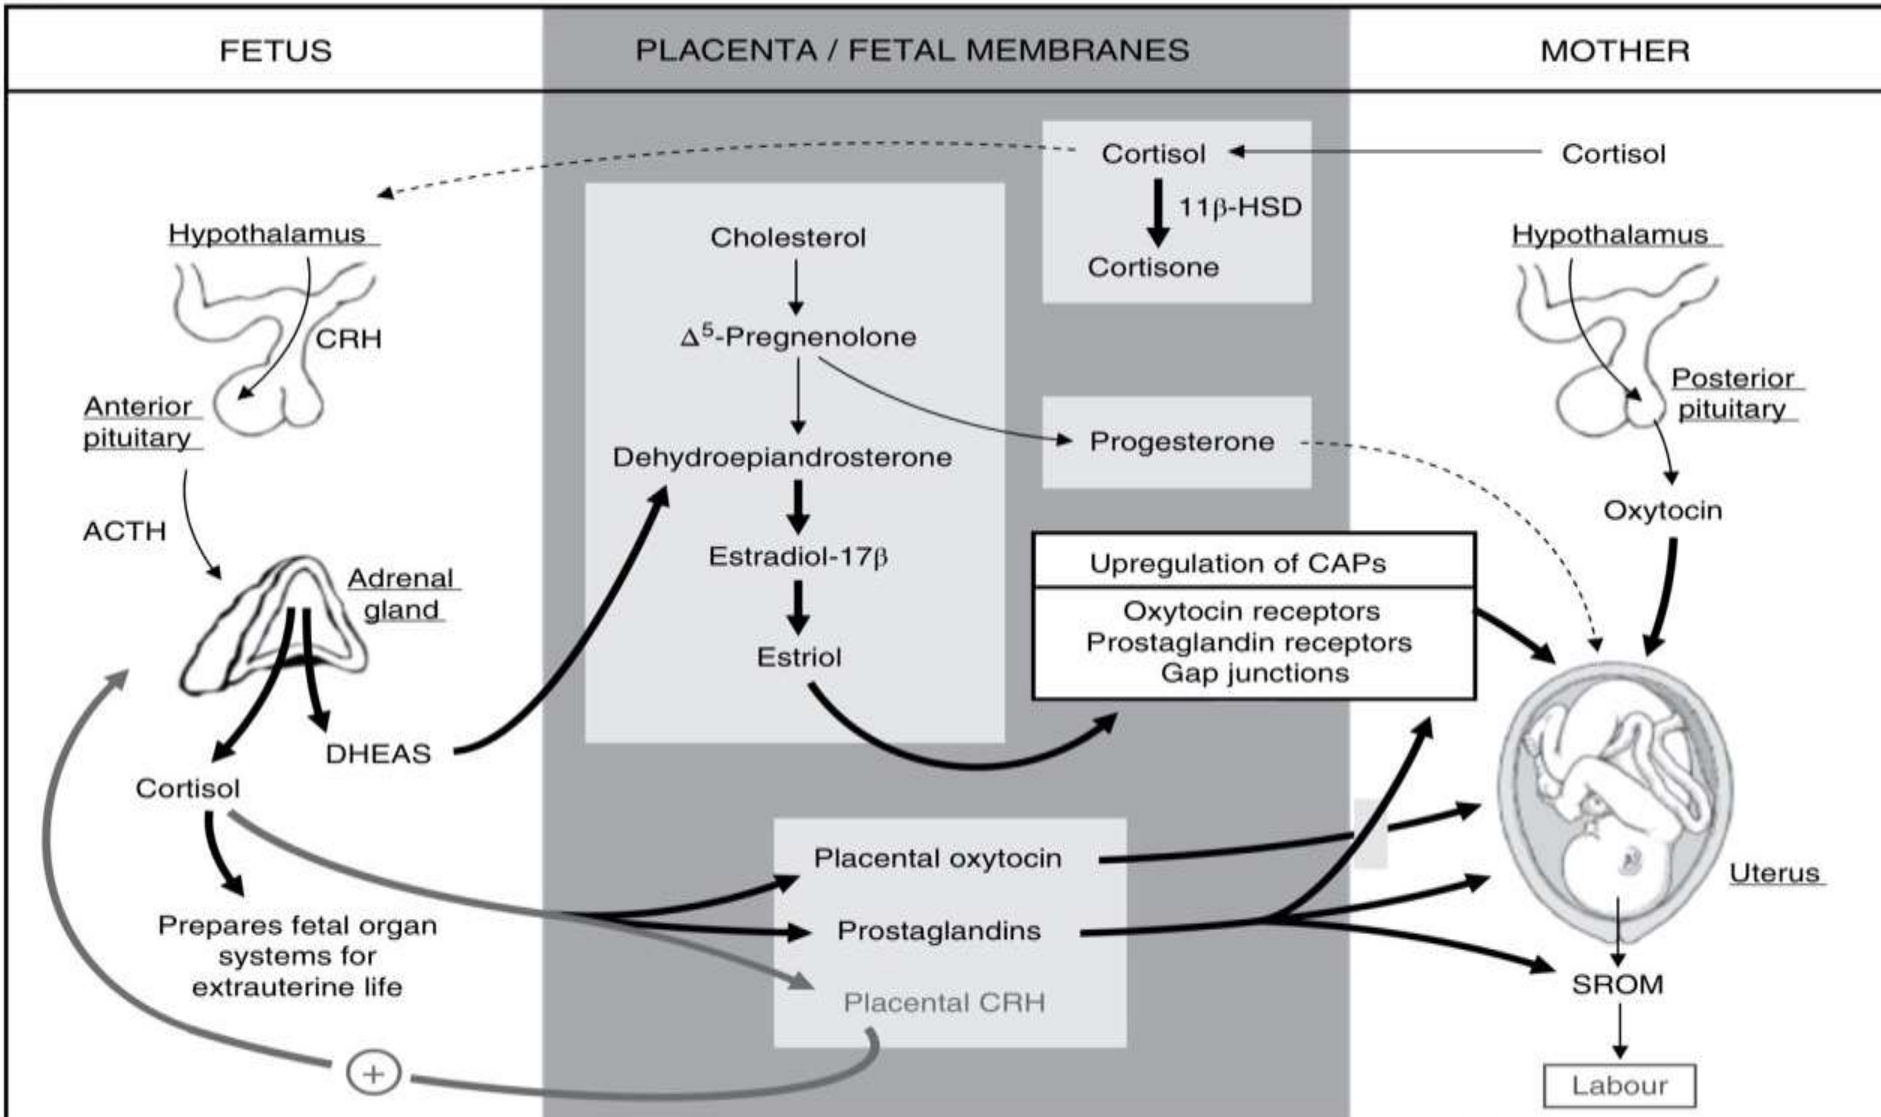 FETUS
PLACENTA / FETAL MEMBRANES
MOTHER
Hypothalamus
CRH
Anterior
pituitary
ACTH
Adrenal
gland
DHEAS
Cortisol
Prepares fetal organ
systems for
extrauterine life
+
Cholesterol
Δ⁵-Pregnenolone
Dehydroepiandrosterone
Estradiol-17β
Estriol
Cortisol
11β-HSD
Cortisone
Progesterone
Upregulation of CAPs
Oxytocin receptors
Prostaglandin receptors
Gap junctions
Placental oxytocin
Prostaglandins
Placental CRH
Cortisol
Hypothalamus
Posterior
pituitary
Oxytocin
Uterus
SROM
Labour